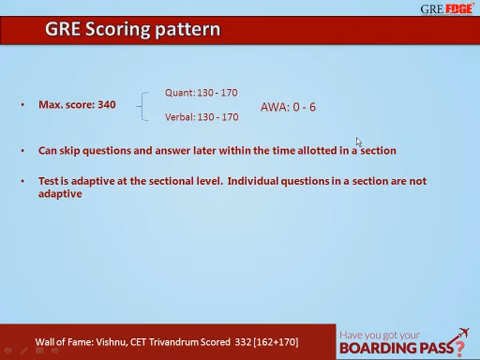 GRE EDGE
GRE Scoring pattern
Quant: 130 - 170
• Max. score: 340
AWA: 0 - 6
Verbal: 130 - 170
• Can skip questions and answer later within the time allotted in a section
• Test is adaptive at the sectional level. Individual questions in a section are not
adaptive
Wall of Fame: Vishnu, CET Trivandrum Scored 332 [162+170]
Have you got your
BOARDING PASS?